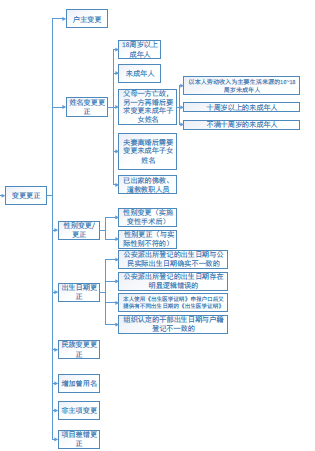 变更更正
户主变更
姓名变更更
正
18周岁以上
成年人
未成年人
父母一方亡故，
另一方再婚后要
求变更未成年子
女姓名
以本人劳动收入为主要生活来源的16~18
周岁未成年人
十周岁以上的未成年人
不满十周岁的未成年人
夫妻离婚后需要
变更未成年子女
姓名
已出家的佛教、
道教教职人员
性别变更/
更正
性别变更（实施
变性手术后）
性别更正（与实
际性别不符的）
出生日期更
正
公安派出所登记的出生日期与公
民实际出生日期确实不一致的
公安派出所登记的出生日期存在
明显逻辑错误的
本人使用《出生医学证明》申报户口后又
提供有不同出生日期的《出生医学证明》
组织认定的干部出生日期与户籍
登记不一致的
民族变更更
正
增加曾用名
非主项变更
项目差错更
正